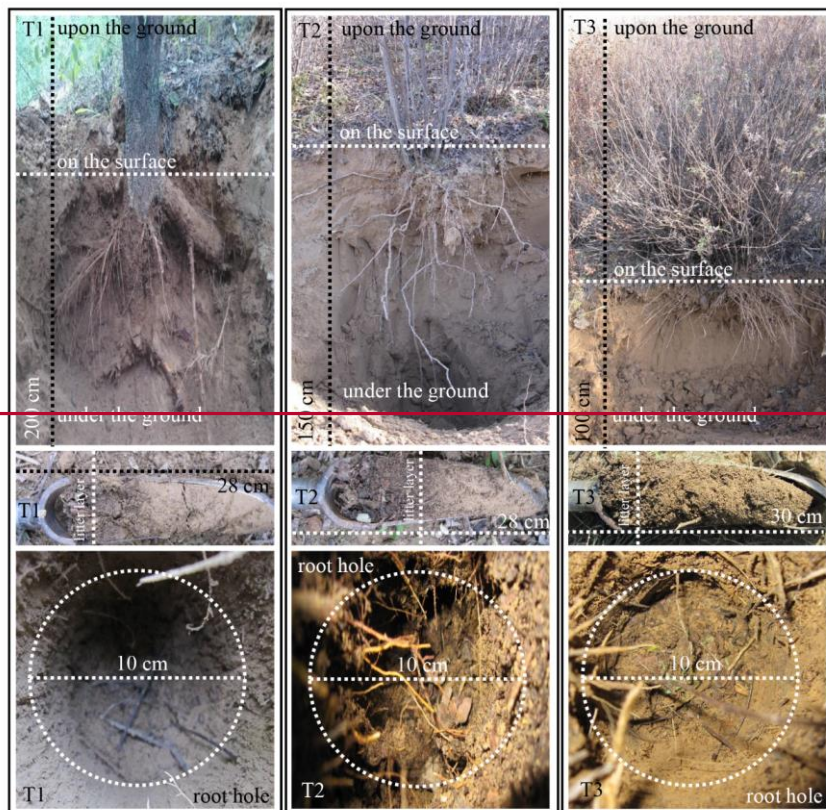 T1 upon the ground
on the surface
200 cm
under the ground
T2 upon the ground
on the surface
150 cm
under the ground
T3 upon the ground
on the surface
100 cm
under the ground
T1
litter layer
28 cm
T2
litter layer
28 cm
T3
litter layer
30 cm
10 cm
T1
root hole
root hole
10 cm
T2
10 cm
T3
root hole